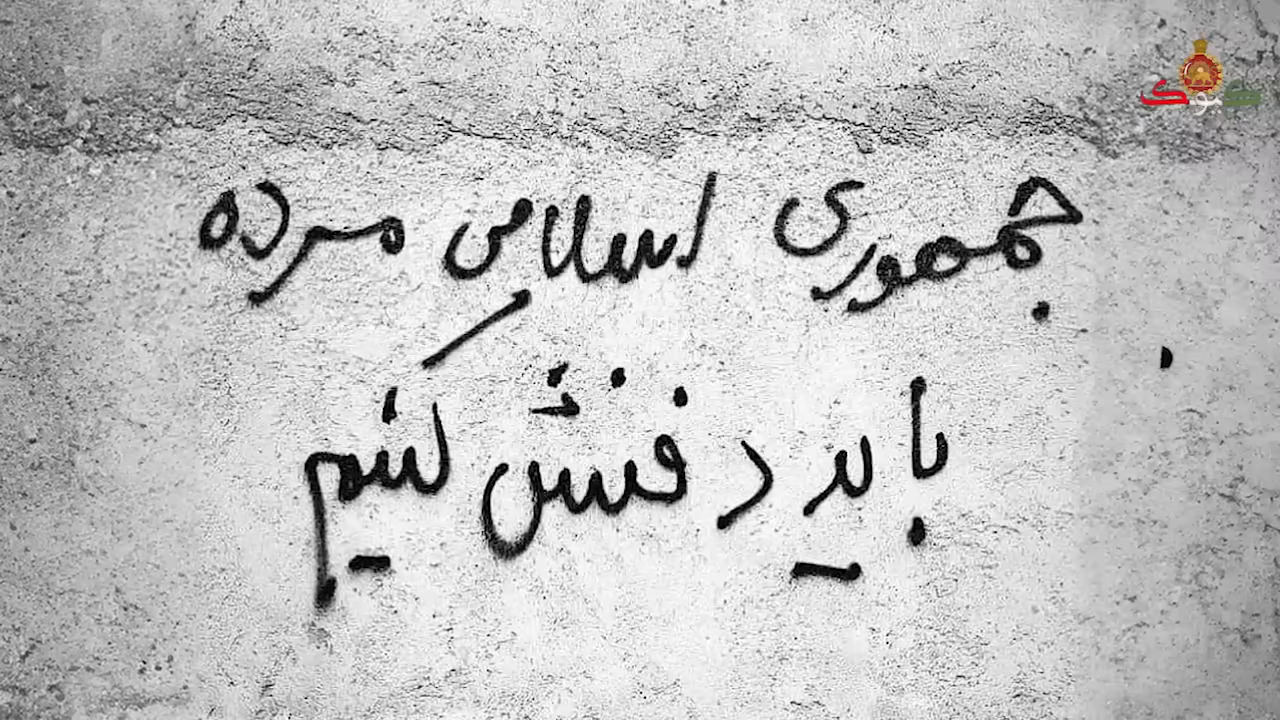 جمهوری اسلامی مرده
باید دفنش کنیم